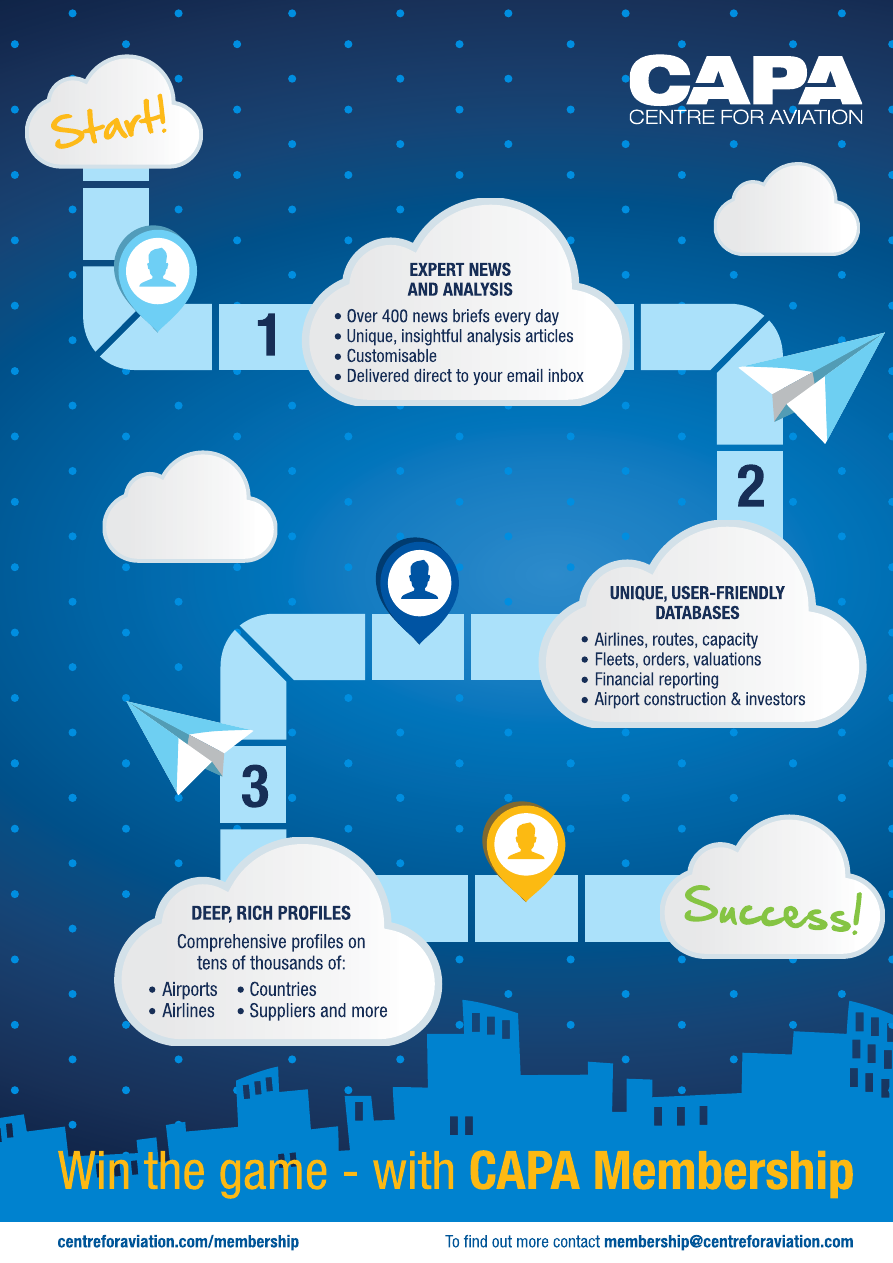 Start!
CAPA
CENTRE FOR AVIATION
1
EXPERT NEWS
AND ANALYSIS
• Over 400 news briefs every day
• Unique, insightful analysis articles
• Customisable
• Delivered direct to your email inbox
2
UNIQUE, USER-FRIENDLY
DATABASES
• Airlines, routes, capacity
• Fleets, orders, valuations
• Financial reporting
• Airport construction & investors
3
DEEP, RICH PROFILES
Comprehensive profiles on
tens of thousands of:
• Airports • Countries
• Airlines • Suppliers and more
Success!
Win the game - with CAPA Membership
centreforaviation.com/membership
To find out more contact membership@centreforaviation.com